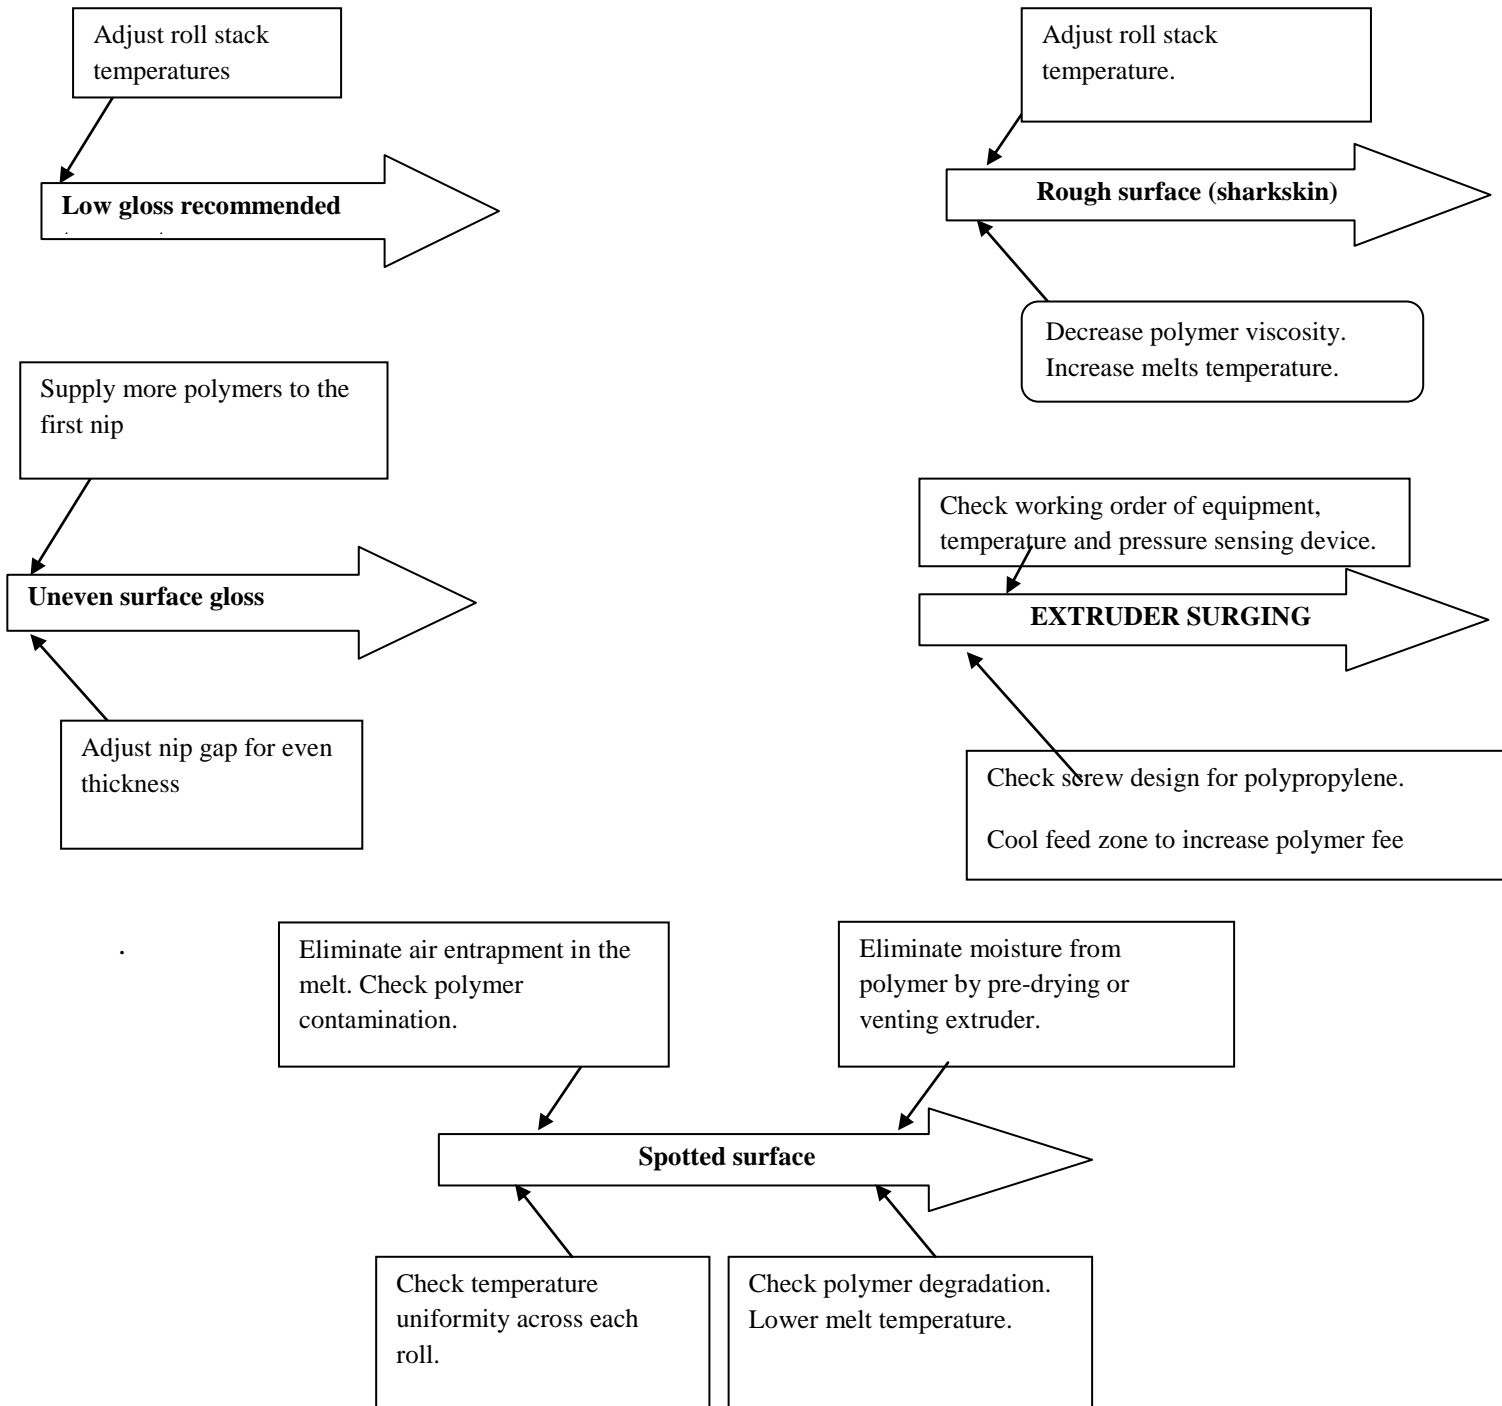 Adjust roll stack
temperatures
Low gloss recommended
Adjust roll stack
temperature.
Rough surface (sharkskin)
Decrease polymer viscosity.
Increase melts temperature.
Supply more polymers to the
first nip
Uneven surface gloss
Adjust nip gap for even
thickness
Check working order of equipment,
temperature and pressure sensing device.
EXTRUDER SURGING
Check screw design for polypropylene.
Cool feed zone to increase polymer fee
.
Eliminate air entrapment in the
melt. Check polymer
contamination.
Eliminate moisture from
polymer by pre-drying or
venting extruder.
Spotted surface
Check temperature
uniformity across each
roll.
Check polymer degradation.
Lower melt temperature.